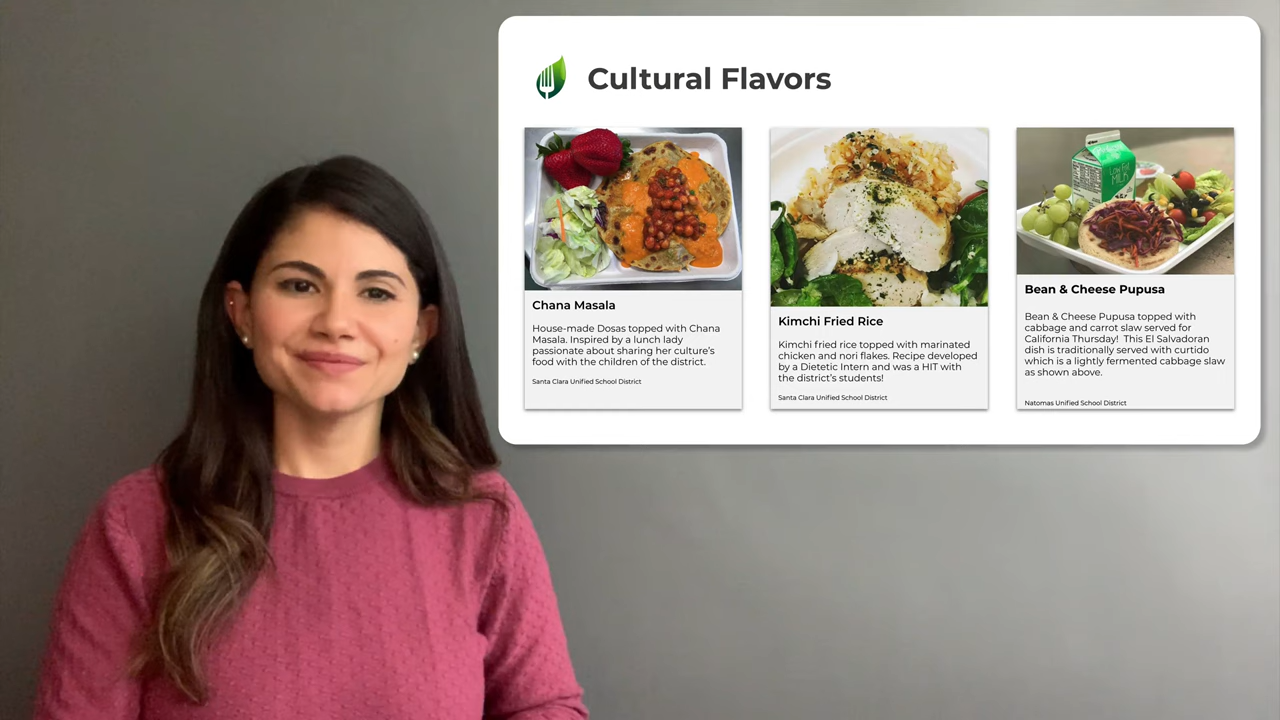 Cultural Flavors
Low Fat
MILK
Chana Masala
House-made Dosas topped with Chana
Masala. Inspired by a lunch lady
passionate about sharing her culture's
food with the children of the district.
Santa Clara Unified School District
Kimchi Fried Rice
Kimchi fried rice topped with marinated
chicken and nori flakes. Recipe developed
by a Dietetic Intern and was a HIT with
the district's students!
Santa Clara Unified School District
Bean & Cheese Pupusa
Bean & Cheese Pupusa topped with
cabbage and carrot slaw served for
California Thursday!  This El Salvadoran
dish is traditionally served with curtido
which is a lightly fermented cabbage slaw
as shown above.
Natomas Unified School District